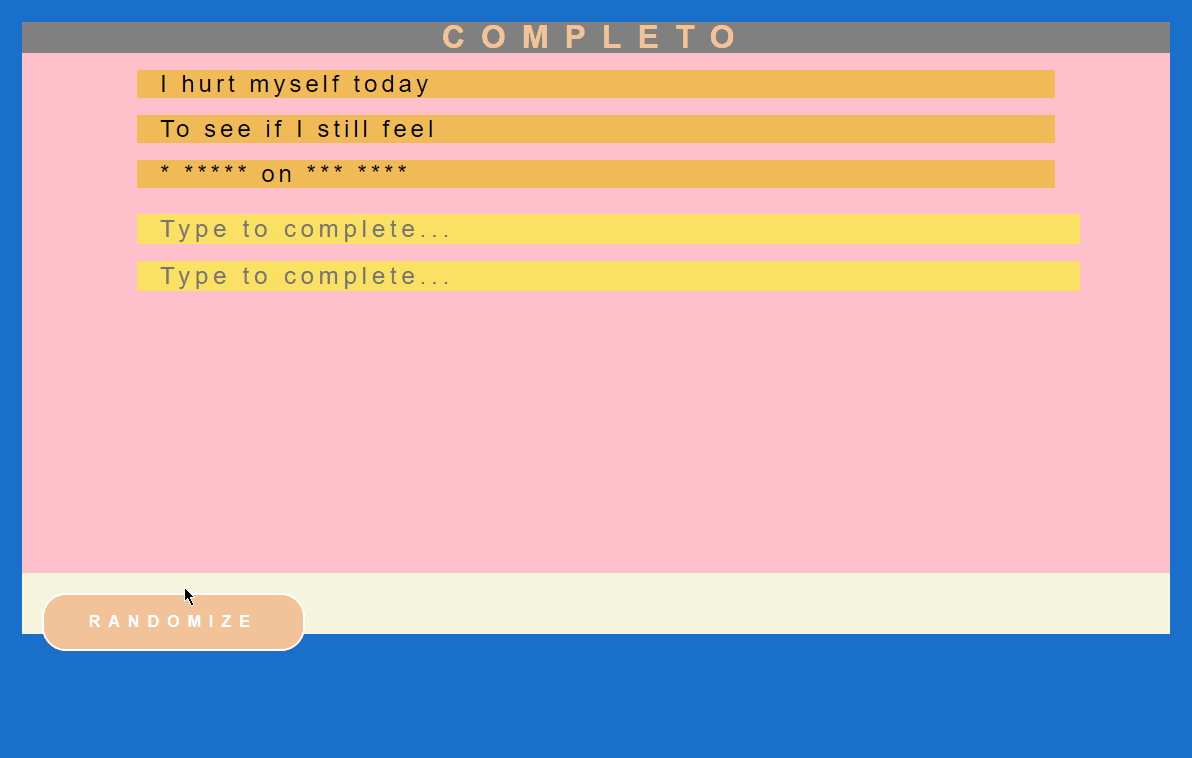 COMPLETO
I hurt myself today
To see if I still feel
* ***** on *** ****
Type to complete...
Type to complete...
RANDOMIZE